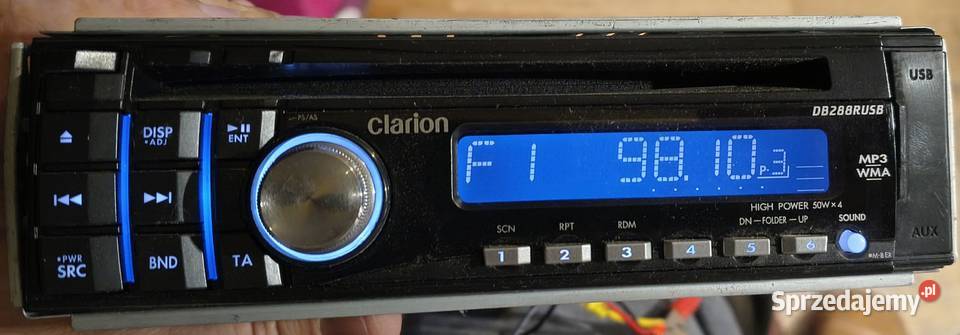 USB
PS/AS
Clarion
DB288RUSB
DISP
•ADJ
ENT
F1 98.10 P.3
MP3
WMA
HIGH POWER 50W×4
SCN RPT RDM DN-FOLDER-UP SOUND
AUX
•PWR
SRC
BND
TA
1 2 3 4 5 6
•M-B EX
Sprzedajemy.pl